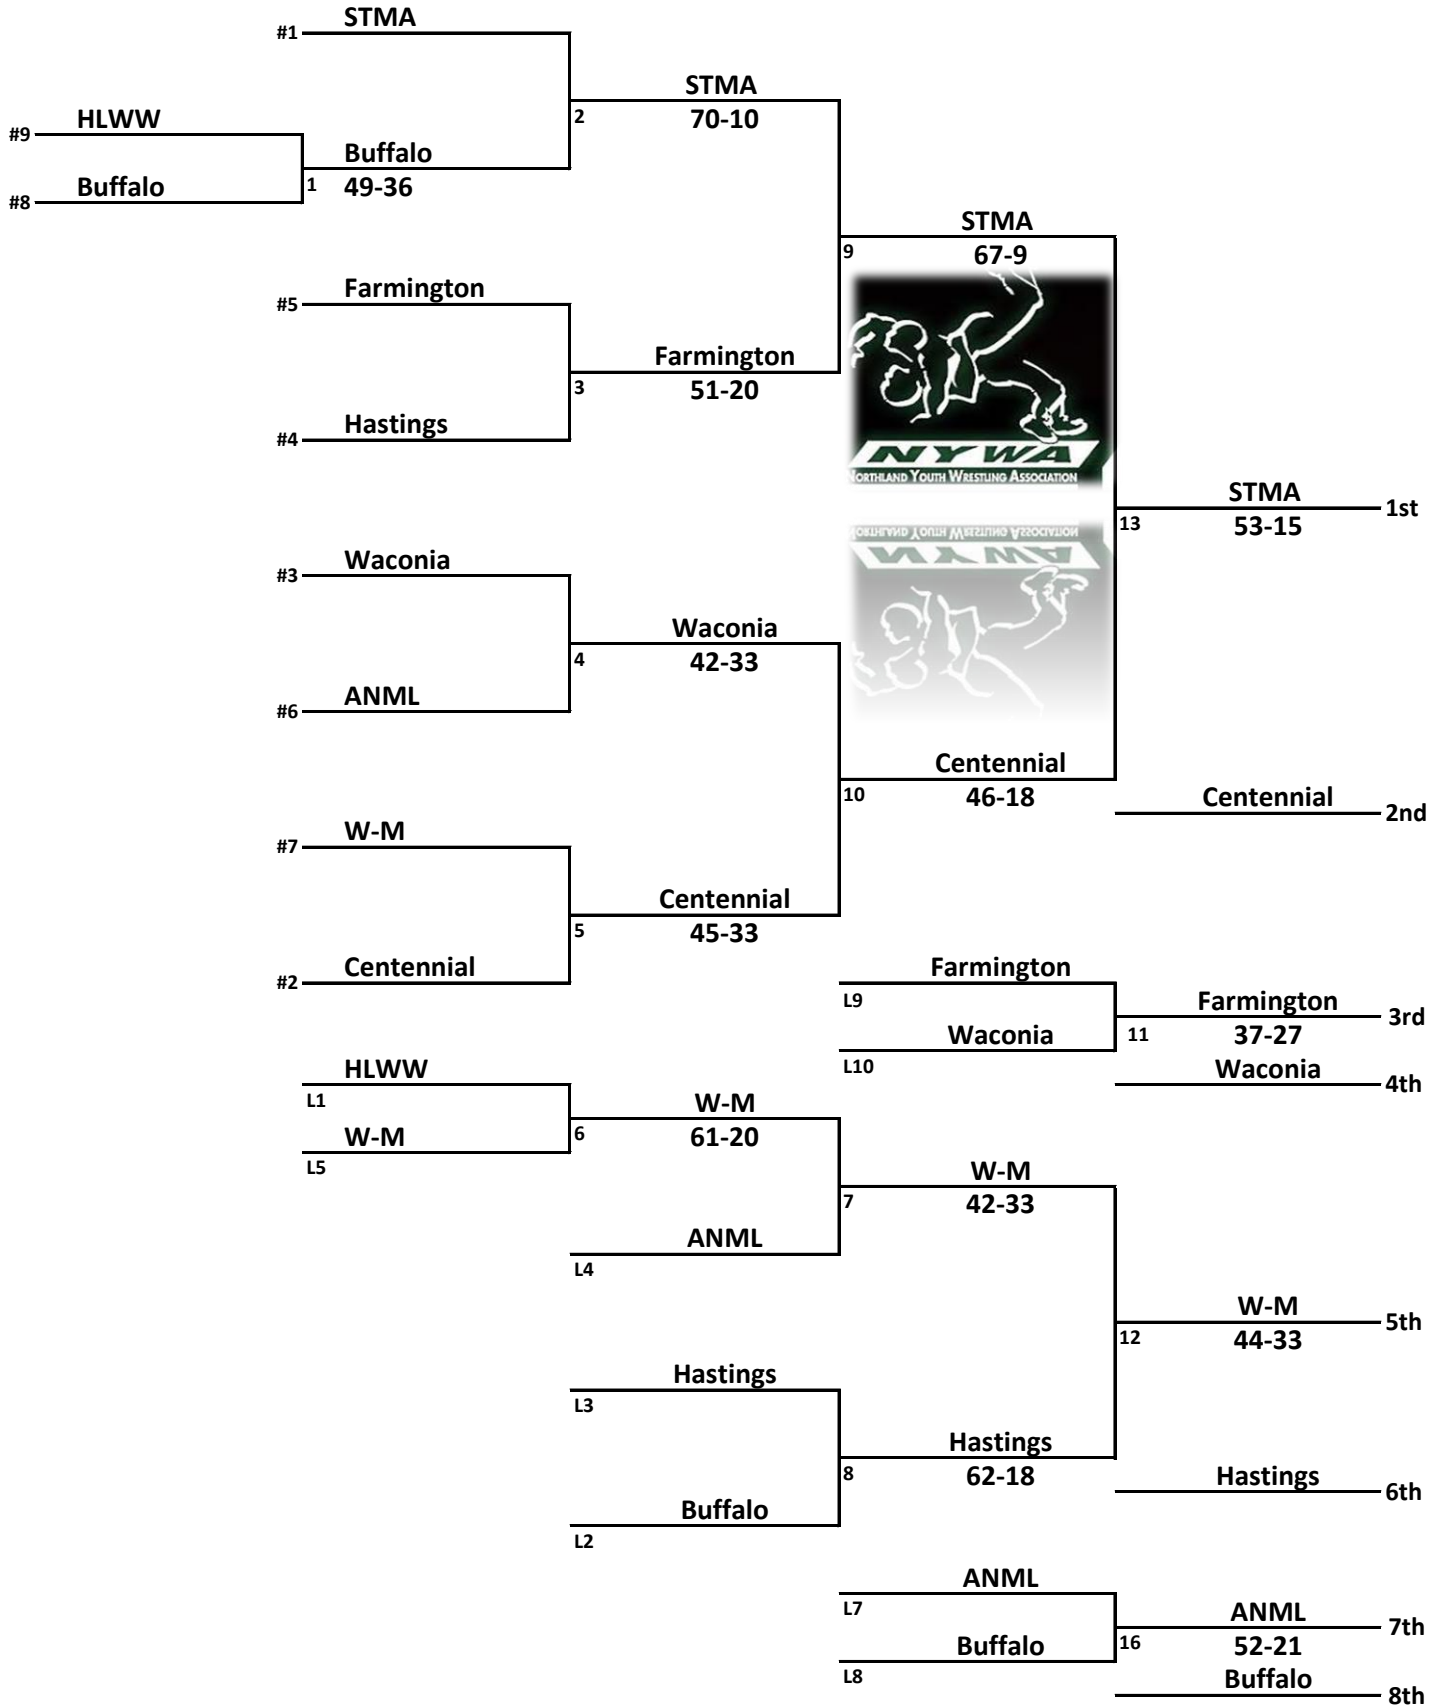 STMA
#1
STMA
2
70-10
HLWW
#9
Buffalo
Buffalo
1
49-36
#8
STMA
9
67-9
Farmington
#5
Farmington
3
51-20
Hastings
#4
NYWA
NORTHLAND YOUTH WRESTLING ASSOCIATION
STMA
1st
13
53-15
NORTHLAND YOUTH WRESTLING ASSOCIATION
NYWA
Waconia
#3
Waconia
4
42-33
ANML
#6
Centennial
10
46-18
Centennial
2nd
W-M
#7
Centennial
5
45-33
Centennial
#2
Farmington
L9
Farmington
3rd
Waconia
11
37-27
L10
Waconia
4th
HLWW
L1
W-M
W-M
6
61-20
L5
W-M
7
42-33
ANML
L4
W-M
5th
12
44-33
Hastings
L3
Hastings
8
62-18
Hastings
6th
Buffalo
L2
ANML
L7
ANML
7th
Buffalo
16
52-21
L8
Buffalo
8th